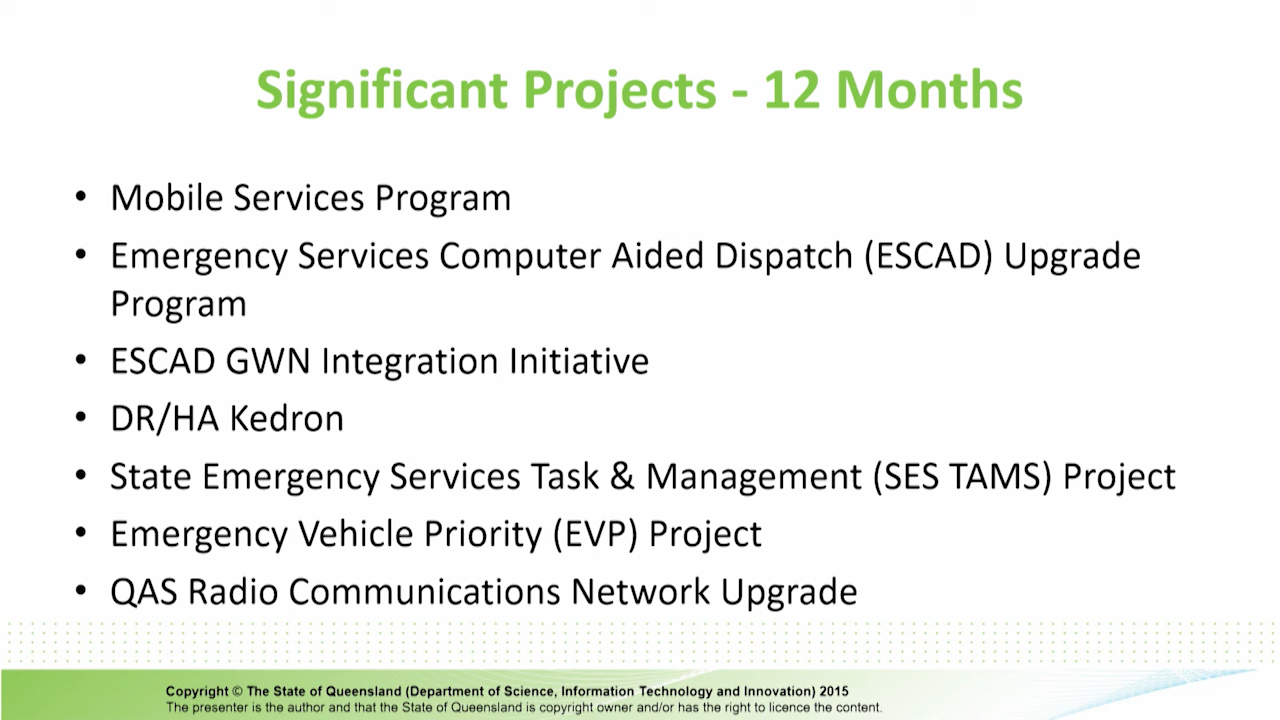 Significant Projects - 12 Months
• Mobile Services Program
• Emergency Services Computer Aided Dispatch (ESCAD) Upgrade
Program
• ESCAD GWN Integration Initiative
• DR/HA Kedron
• State Emergency Services Task & Management (SES TAMS) Project
• Emergency Vehicle Priority (EVP) Project
• QAS Radio Communications Network Upgrade
Copyright © The State of Queensland (Department of Science, Information Technology and Innovation) 2015
The presenter is the author and that the State of Queensland is copyright owner and/or has the right to licence the content.